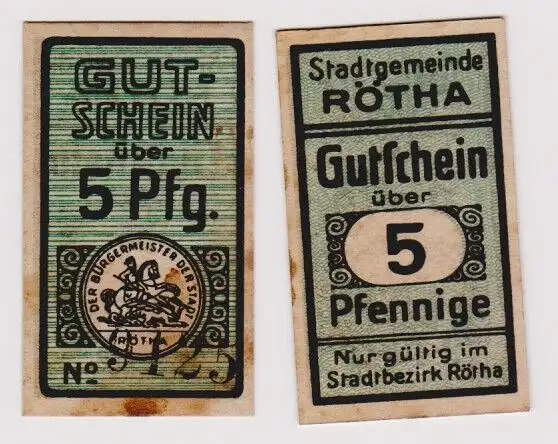 GUT-
SCHEIN
über
5 Pfg.
DER BÜRGERMEISTER DER STADT
RÖTHA
No
Stadtgemeinde
RÖTHA
Gutſchein
über
5
Pfennige
Nur gültig im
Stadtbezirk Rötha